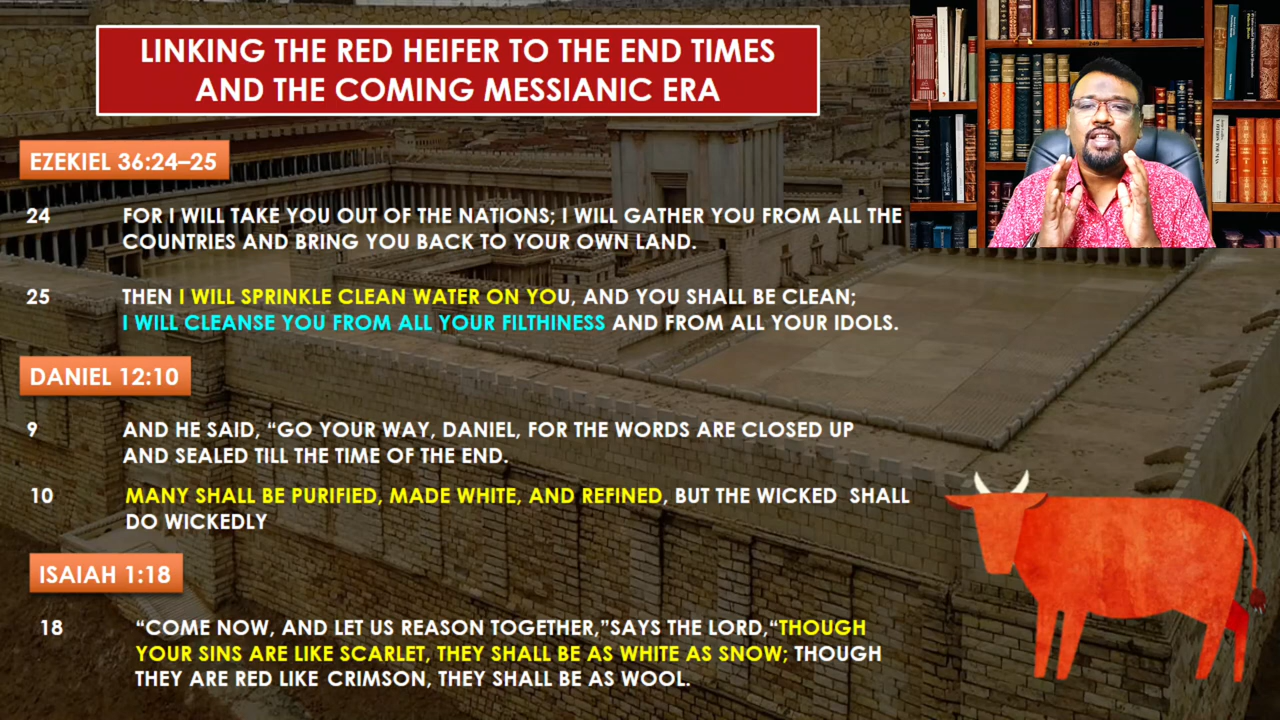 LINKING THE RED HEIFER TO THE END TIMES
AND THE COMING MESSIANIC ERA
EZEKIEL 36:24–25
24 FOR I WILL TAKE YOU OUT OF THE NATIONS; I WILL GATHER YOU FROM ALL THE
COUNTRIES AND BRING YOU BACK TO YOUR OWN LAND.
25 THEN I WILL SPRINKLE CLEAN WATER ON YOU, AND YOU SHALL BE CLEAN;
I WILL CLEANSE YOU FROM ALL YOUR FILTHINESS AND FROM ALL YOUR IDOLS.
DANIEL 12:10
9 AND HE SAID, “GO YOUR WAY, DANIEL, FOR THE WORDS ARE CLOSED UP
AND SEALED TILL THE TIME OF THE END.
10 MANY SHALL BE PURIFIED, MADE WHITE, AND REFINED, BUT THE WICKED SHALL
DO WICKEDLY
ISAIAH 1:18
18 “COME NOW, AND LET US REASON TOGETHER,”SAYS THE LORD,“THOUGH
YOUR SINS ARE LIKE SCARLET, THEY SHALL BE AS WHITE AS SNOW; THOUGH
THEY ARE RED LIKE CRIMSON, THEY SHALL BE AS WOOL.